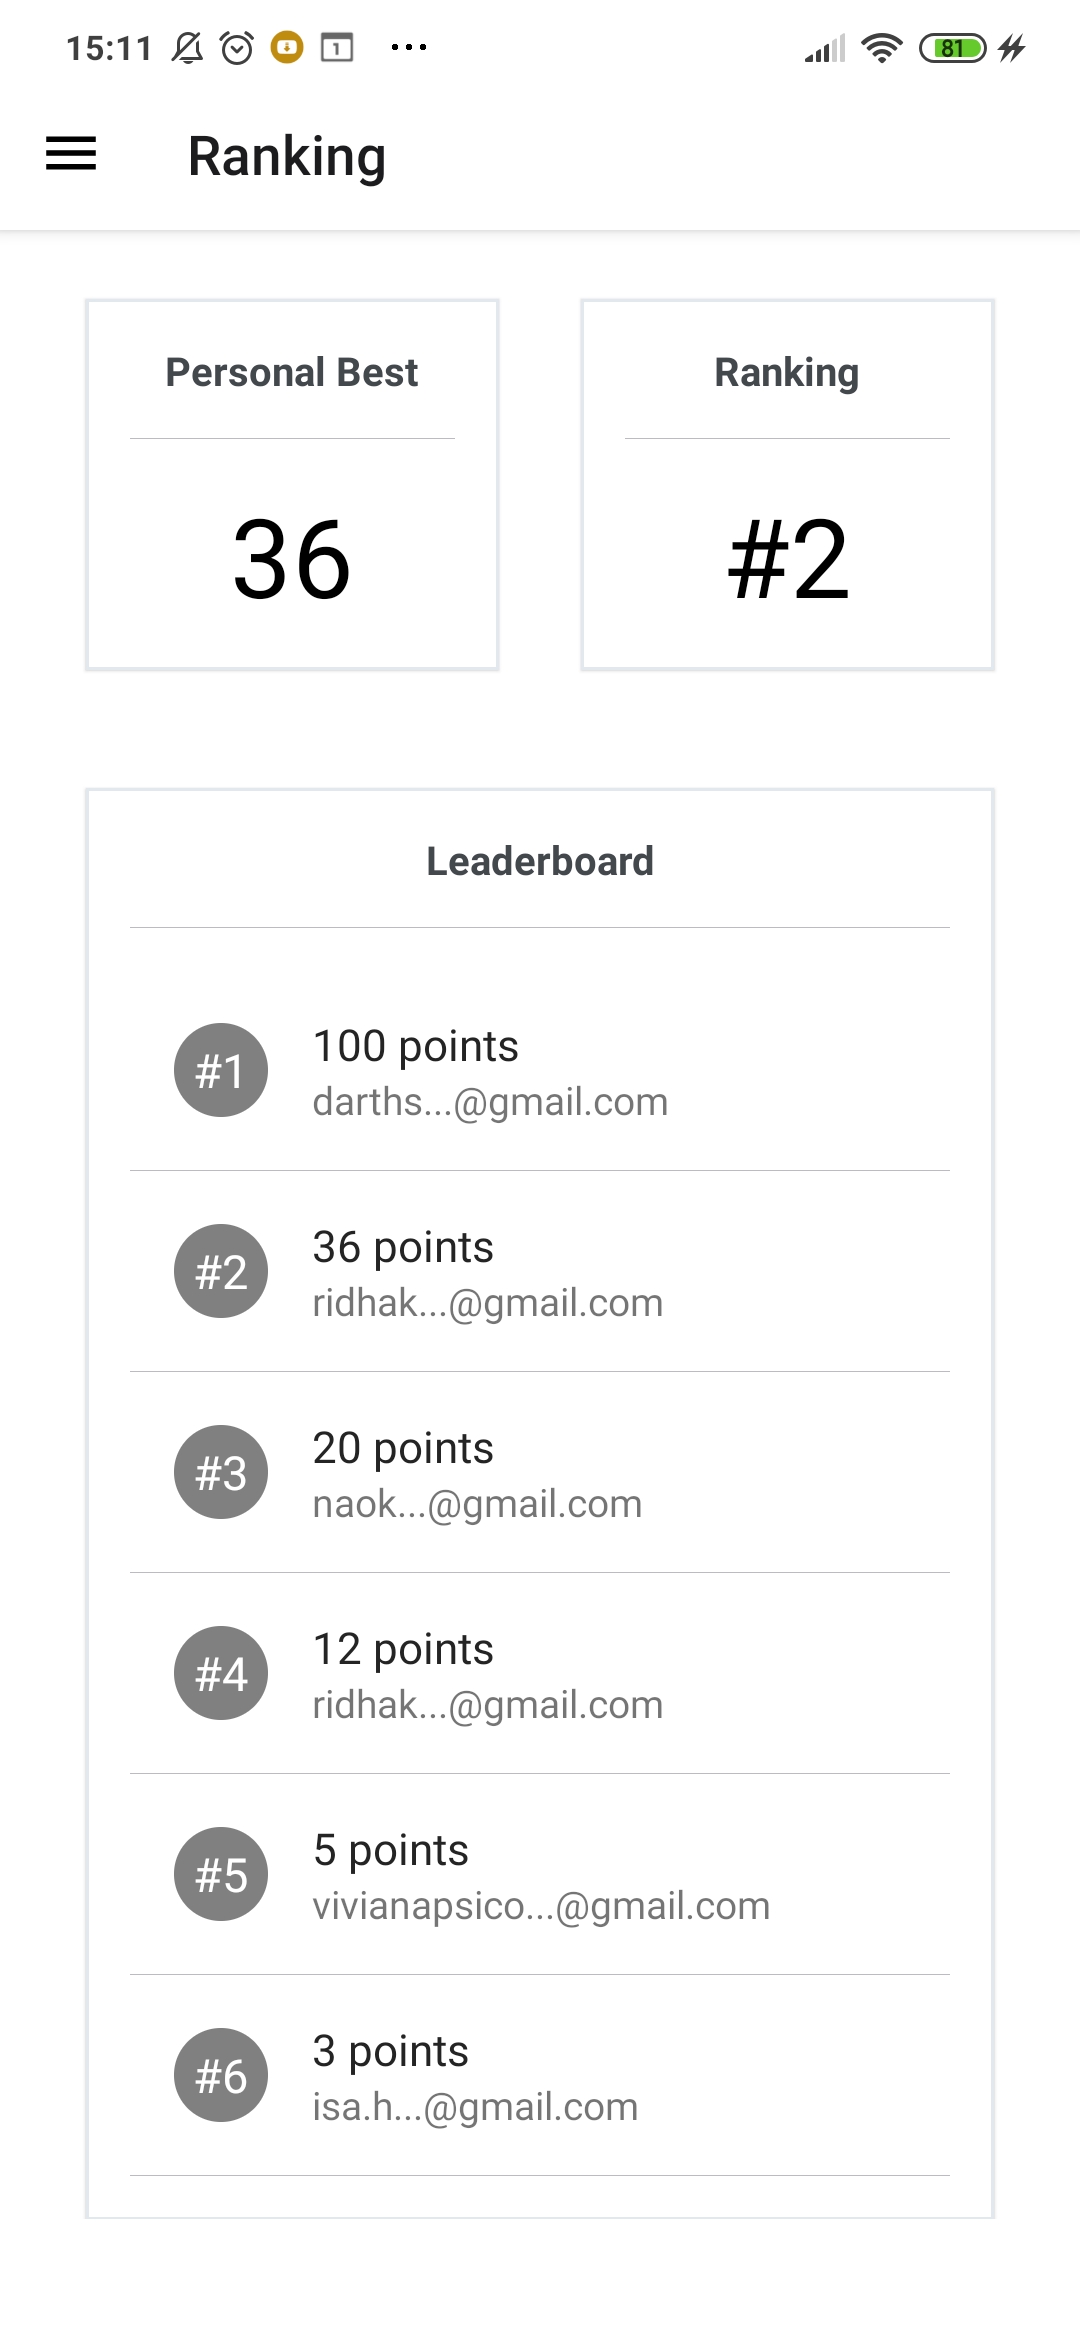 15:11
1
81
Ranking
Personal Best
Ranking
36
#2
Leaderboard
#1
100 points
darths...@gmail.com
#2
36 points
ridhak...@gmail.com
#3
20 points
naok...@gmail.com
#4
12 points
ridhak...@gmail.com
#5
5 points
vivianapsico...@gmail.com
#6
3 points
isa.h...@gmail.com